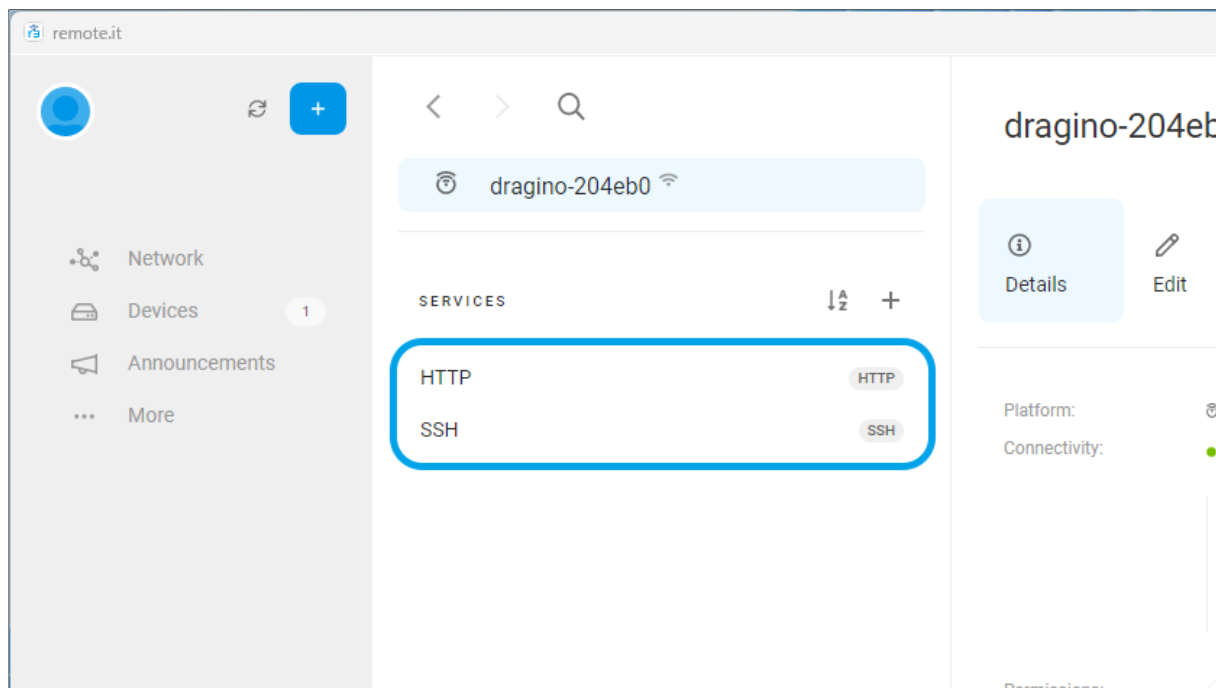 remote.it
+
Network
Devices 1
Announcements
More
dragino-204eb0
SERVICES
HTTP HTTP
SSH SSH
dragino-204eb
Details
Edit
Platform:
Connectivity: